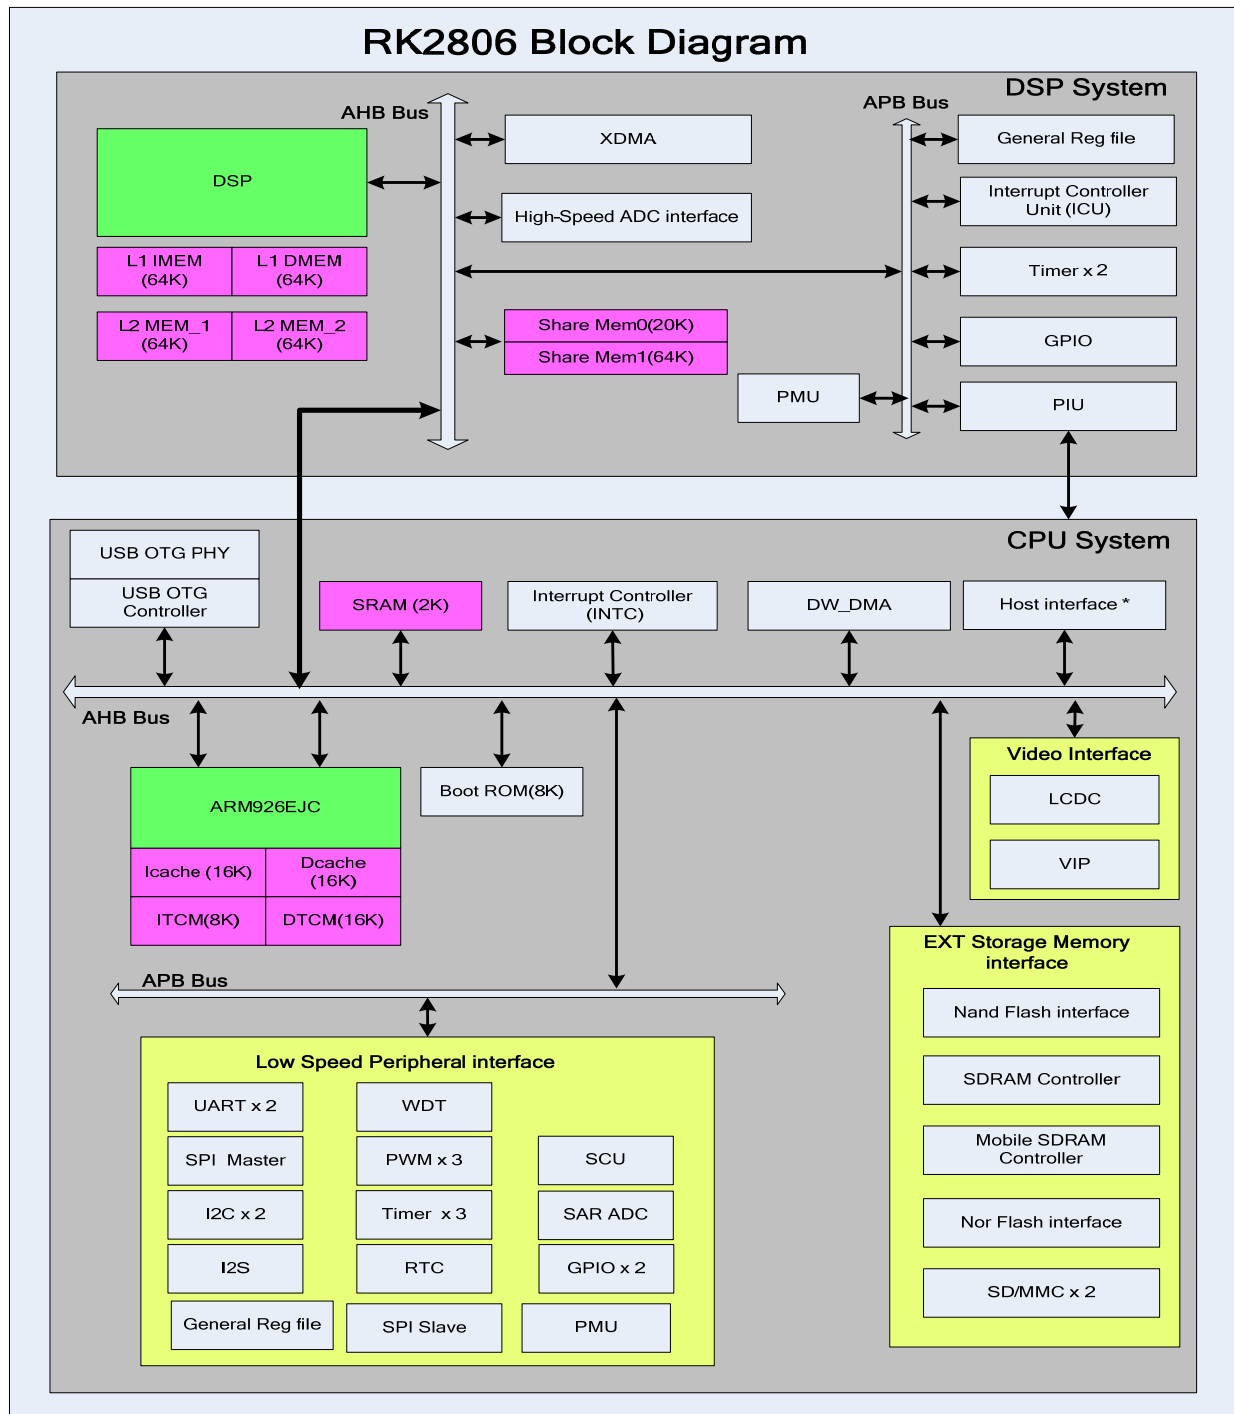 RK2806 Block Diagram
DSP System
AHB Bus
APB Bus
DSP
XDMA
General Reg file
High-Speed ADC interface
Interrupt Controller
Unit (ICU)
L1 IMEM
(64K)
L1 DMEM
(64K)
Timer x 2
L2 MEM_1
(64K)
L2 MEM_2
(64K)
Share Mem0(20K)
Share Mem1(64K)
GPIO
PMU
PIU
CPU System
USB OTG PHY
USB OTG
Controller
SRAM (2K)
Interrupt Controller
(INTC)
DW_DMA
Host interface *
AHB Bus
ARM926EJC
Icache (16K)
Dcache
(16K)
ITCM(8K)
DTCM(16K)
Boot ROM(8K)
Video Interface
LCDC
VIP
EXT Storage Memory
interface
Nand Flash interface
SDRAM Controller
Mobile SDRAM
Controller
Nor Flash interface
SD/MMC x 2
APB Bus
Low Speed Peripheral interface
UART x 2
WDT
SPI  Master
PWM x 3
SCU
I2C x 2
Timer  x 3
SAR ADC
I2S
RTC
GPIO x 2
General Reg file
SPI Slave
PMU